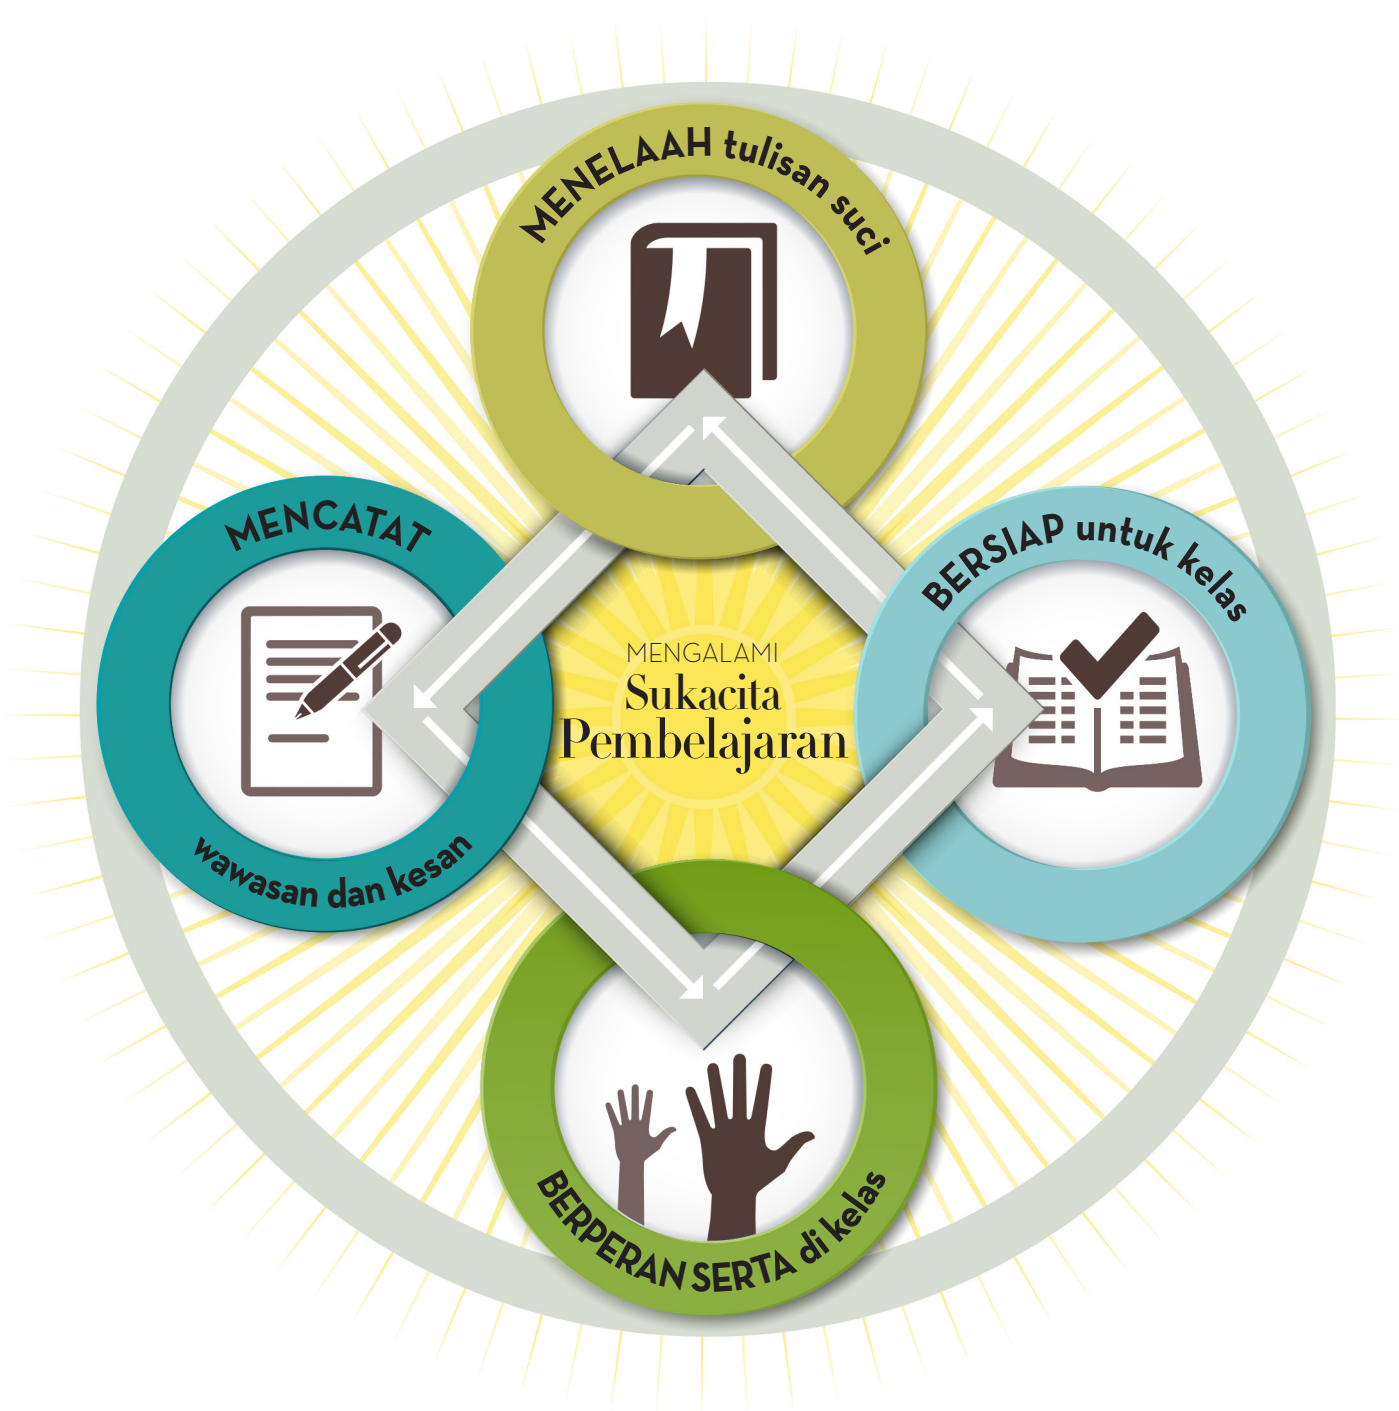 MENELAAH tulisan suci
MENCATAT
wawasan dan kesan
BERSIAP untuk kelas
MENGALAMI
Sukacita
Pembelajaran
BERPERAN SERTA di kelas